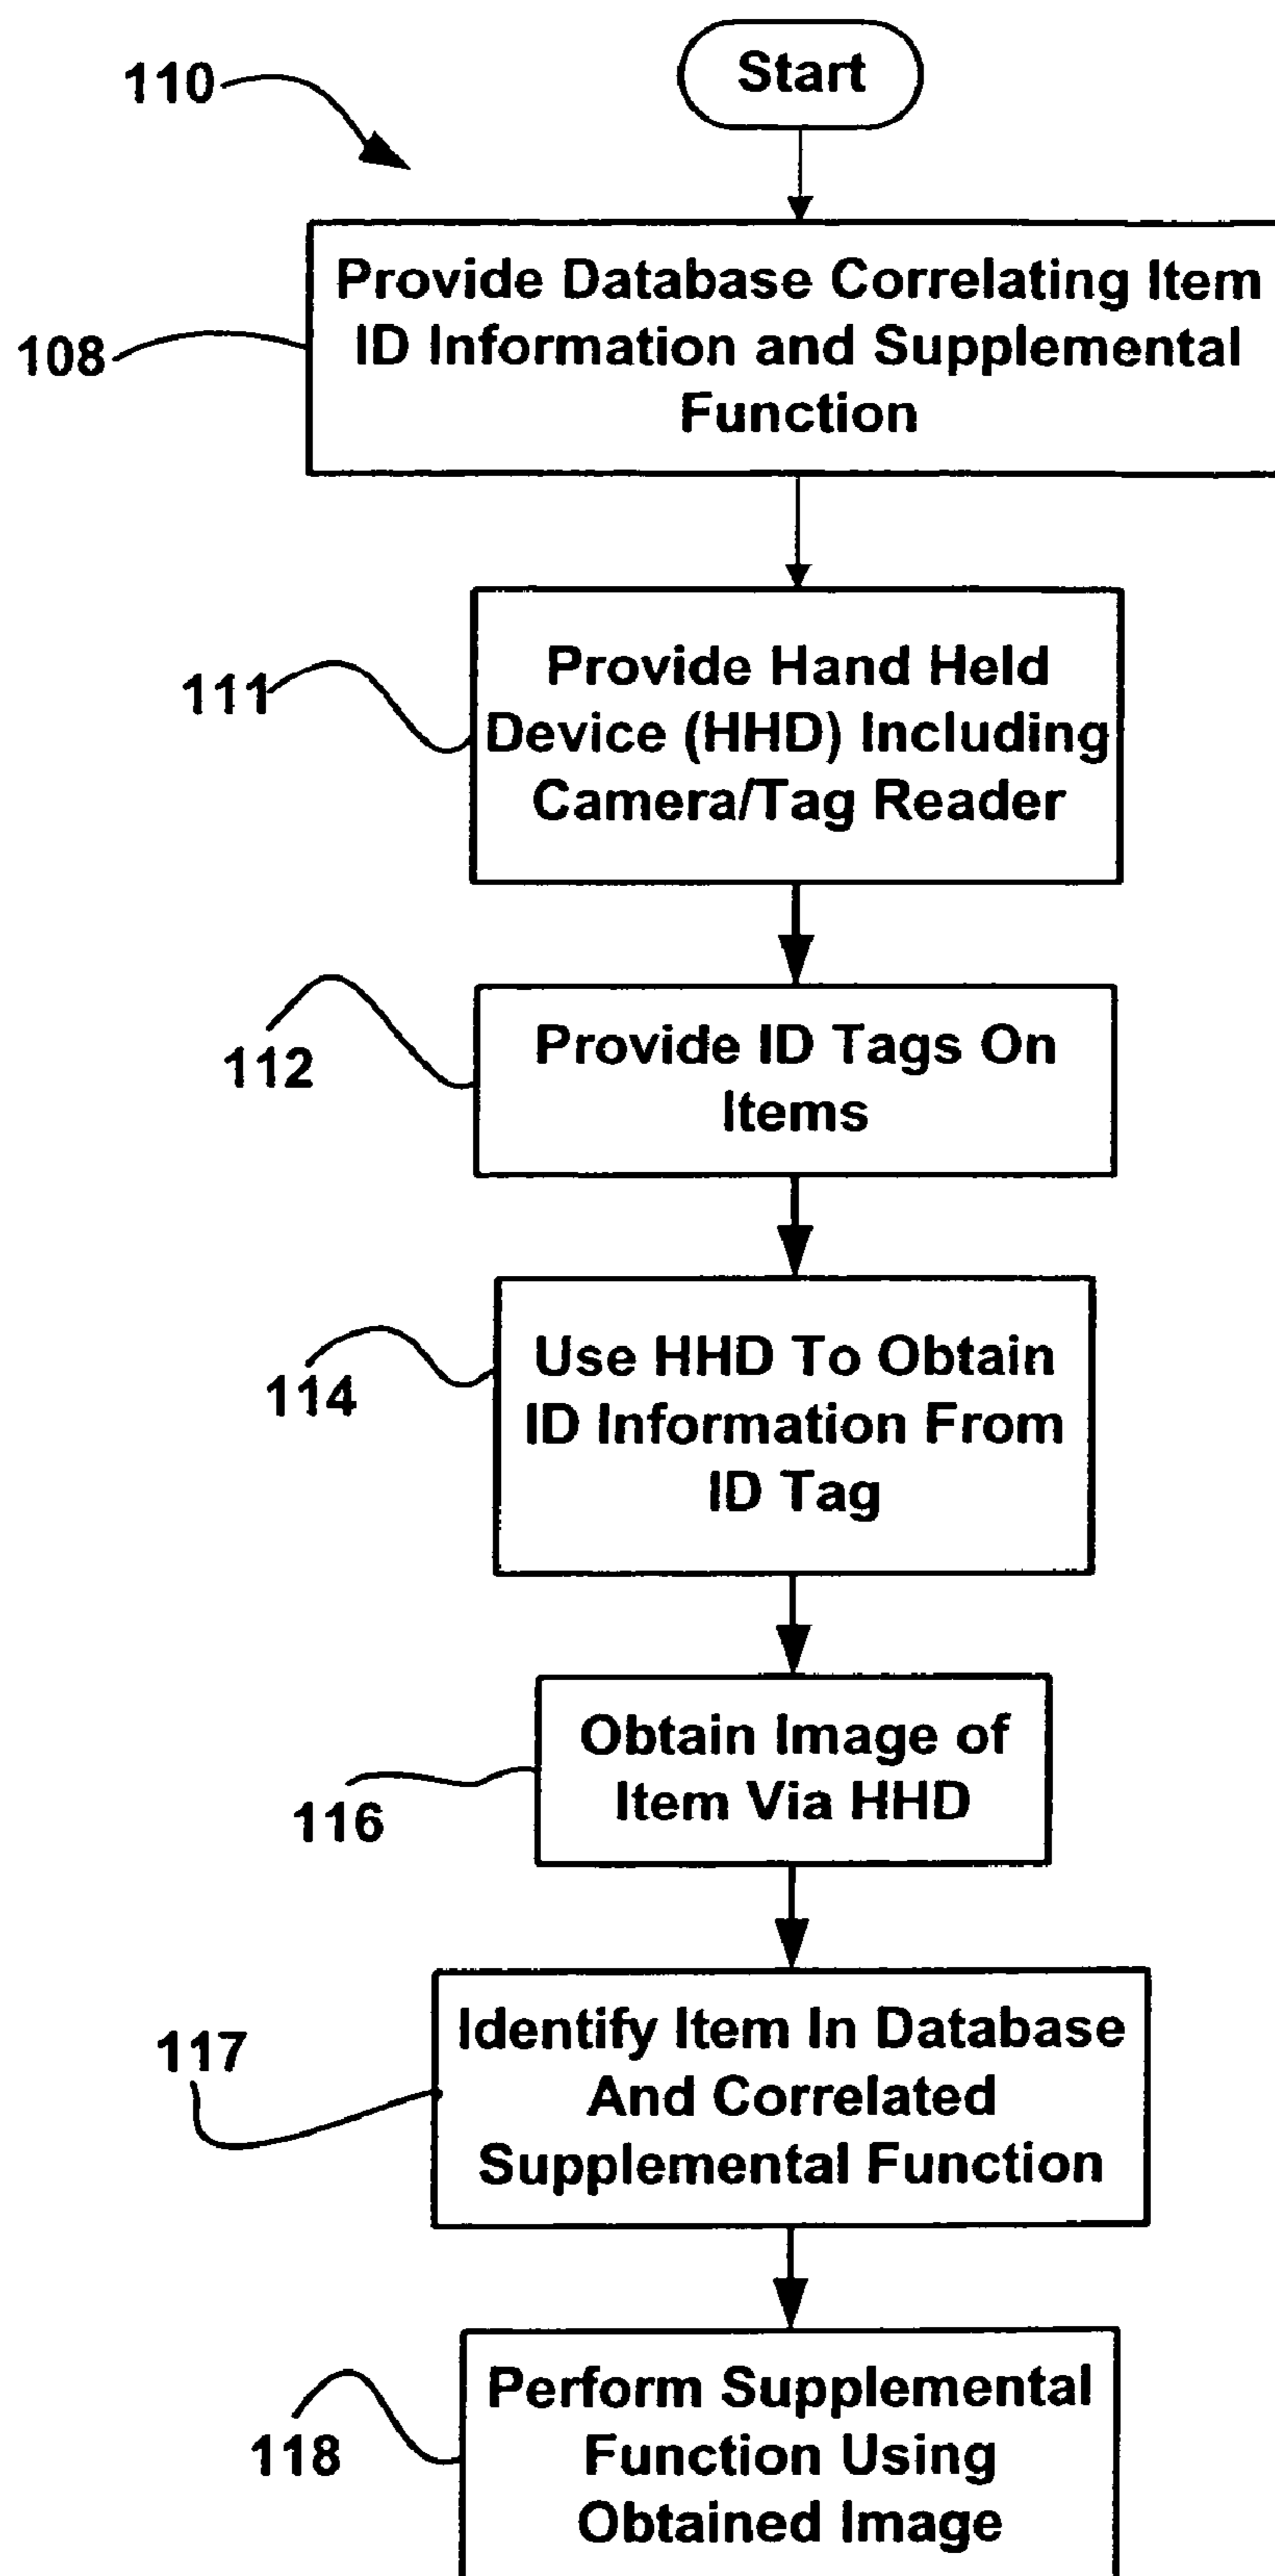 Start
110
Provide Database Correlating Item
ID Information and Supplemental
Function
108
Provide Hand Held
Device (HHD) Including
Camera/Tag Reader
111
Provide ID Tags On
Items
112
Use HHD To Obtain
ID Information From
ID Tag
114
Obtain Image of
Item Via HHD
116
Identify Item In Database
And Correlated
Supplemental Function
117
Perform Supplemental
Function Using
Obtained Image
118